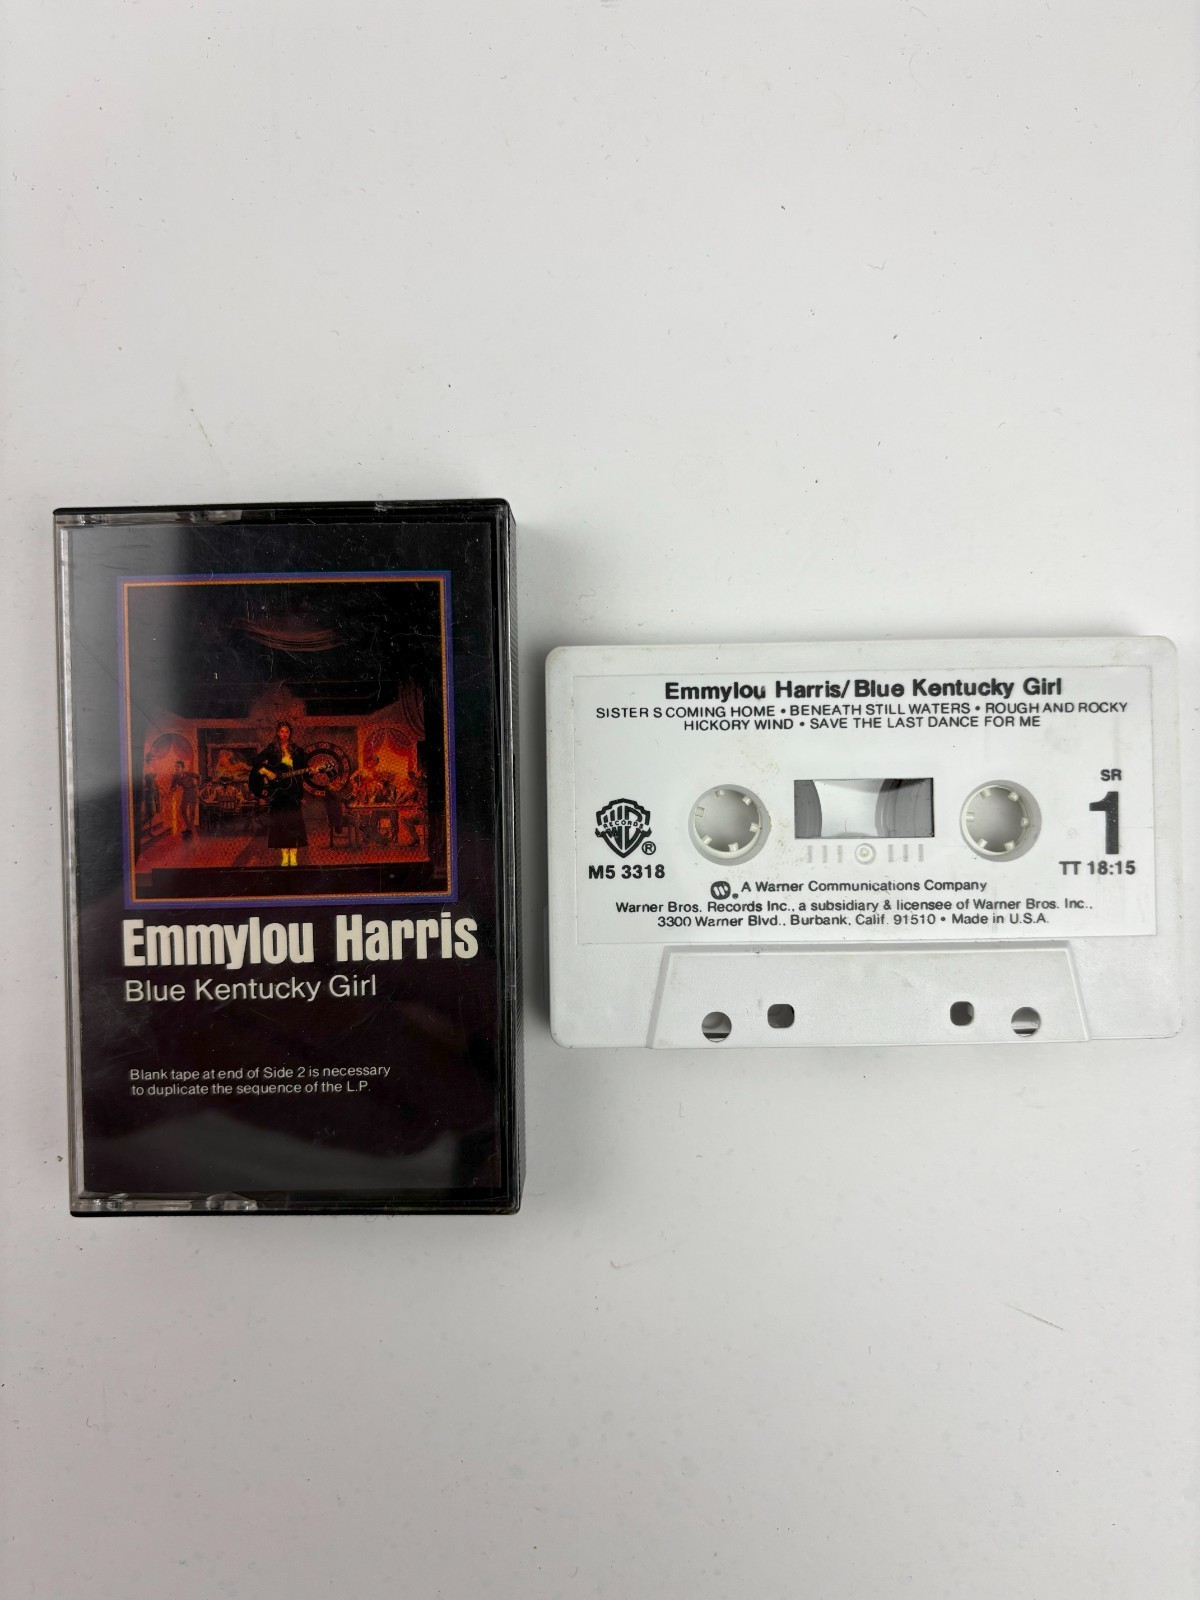 Emmylou Harris
Blue Kentucky Girl
Blank tape at end of Side 2 is necessary
to duplicate the sequence of the L.P.
Emmylou Harris/Blue Kentucky Girl
SISTER S COMING HOME • BENEATH STILL WATERS • ROUGH AND ROCKY
HICKORY WIND • SAVE THE LAST DANCE FOR ME
SR
1
TT 18:15
WB
RECORDS
®
M5 3318
A Warner Communications Company
Warner Bros. Records Inc., a subsidiary & licensee of Warner Bros. Inc.,
3300 Warner Blvd., Burbank, Calif. 91510 • Made in U.S.A.